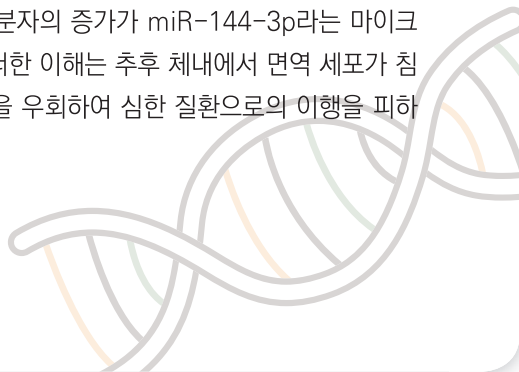 분자의 증가가 miR-144-3p라는 마이크
러한 이해는 추후 체내에서 면역 세포가 침
을 우회하여 심한 질환으로의 이행을 피하